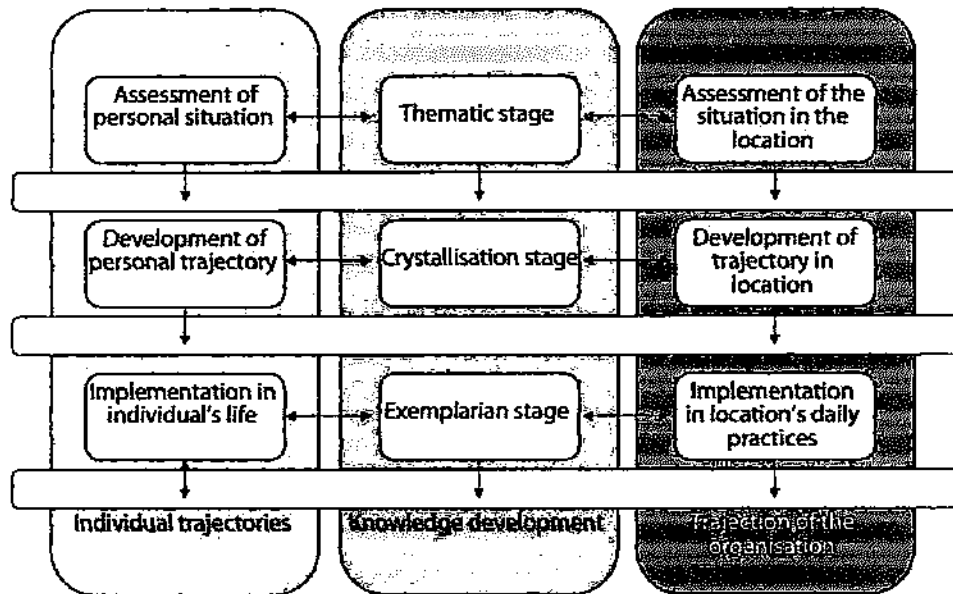 Assessment of
personal situation
Thematic stage
Assessment of the
situation in the
location
Development of
personal trajectory
Crystallisation stage
Development of
trajectory in
location
Implementation in
individual's life
Exemplarian stage
Implementation
in location's daily
practices
Individual trajectories
Knowledge development
Trajection of the
organisation